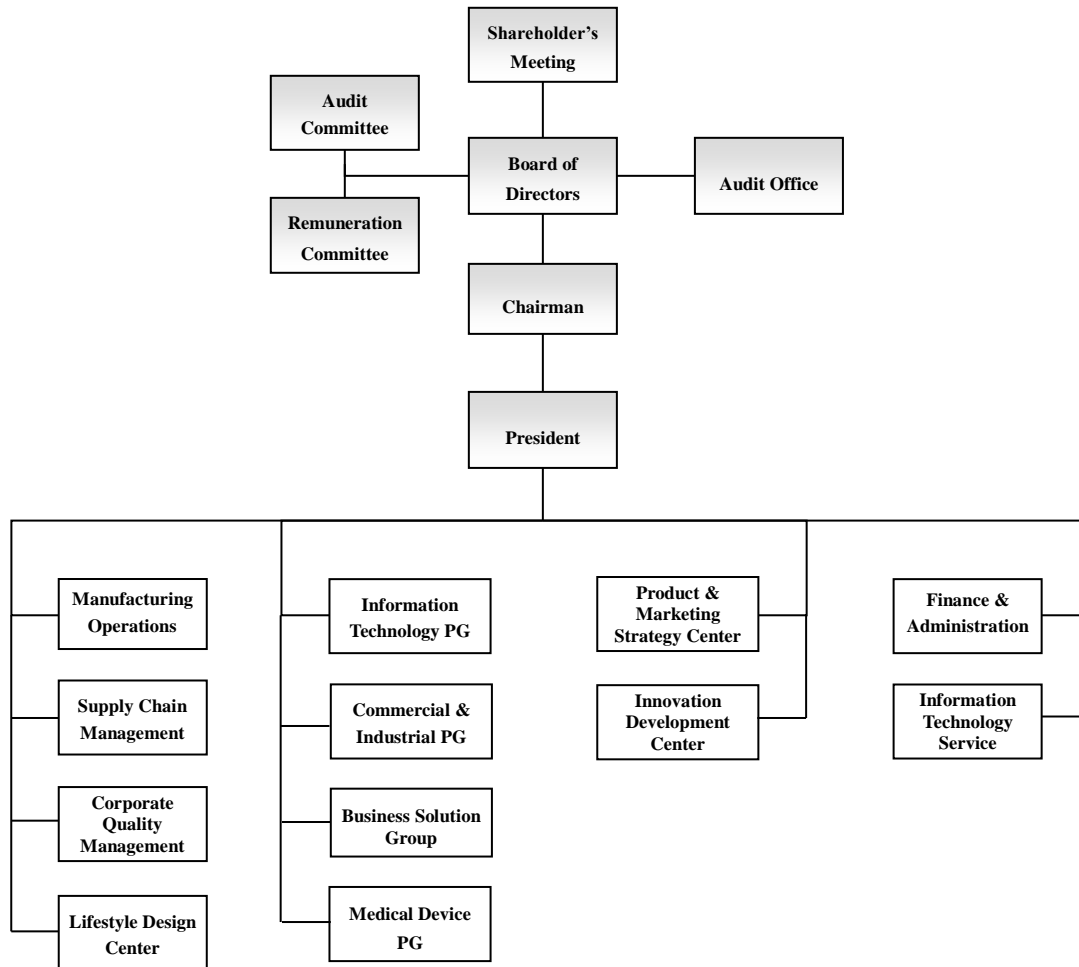 Shareholder's
Meeting
Audit
Committee
Board of
Directors
Audit Office
Remuneration
Committee
Chairman
President
Manufacturing
Operations
Supply Chain
Management
Corporate
Quality
Management
Lifestyle Design
Center
Information
Technology PG
Commercial &
Industrial PG
Business Solution
Group
Medical Device
PG
Product &
Marketing
Strategy Center
Innovation
Development
Center
Finance &
Administration
Information
Technology
Service